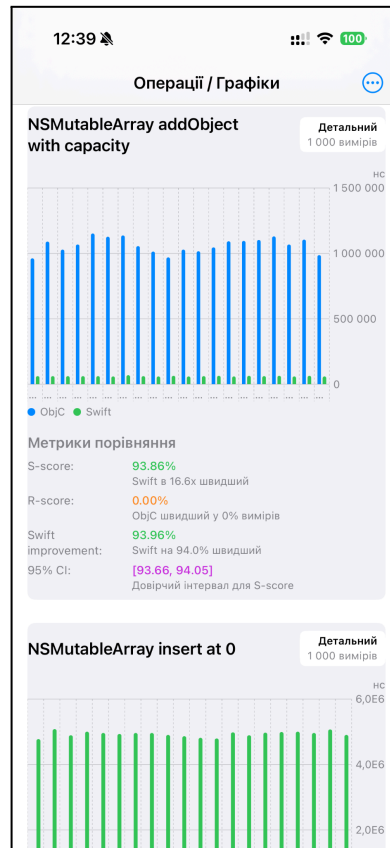 12:39
100
Операції / Графіки
NSMutableArray addObject
with capacity
Детальний
1 000 вимірів
нс
1 500 000
1 000 000
500 000
0
... ... ... ... ... ... ... ... ... ... ... ... ... ... ... ... ... ... ...
ObjC Swift
Метрики порівняння
S-score: 93.86%
Swift в 16.6x швидший
R-score: 0.00%
ObjC швидший у 0% вимірів
Swift
improvement: 93.96%
Swift на 94.0% швидший
95% CI: [93.66, 94.05]
Довірчий інтервал для S-score
NSMutableArray insert at 0
Детальний
1 000 вимірів
нс
6,0E6
4,0E6
2,0E6